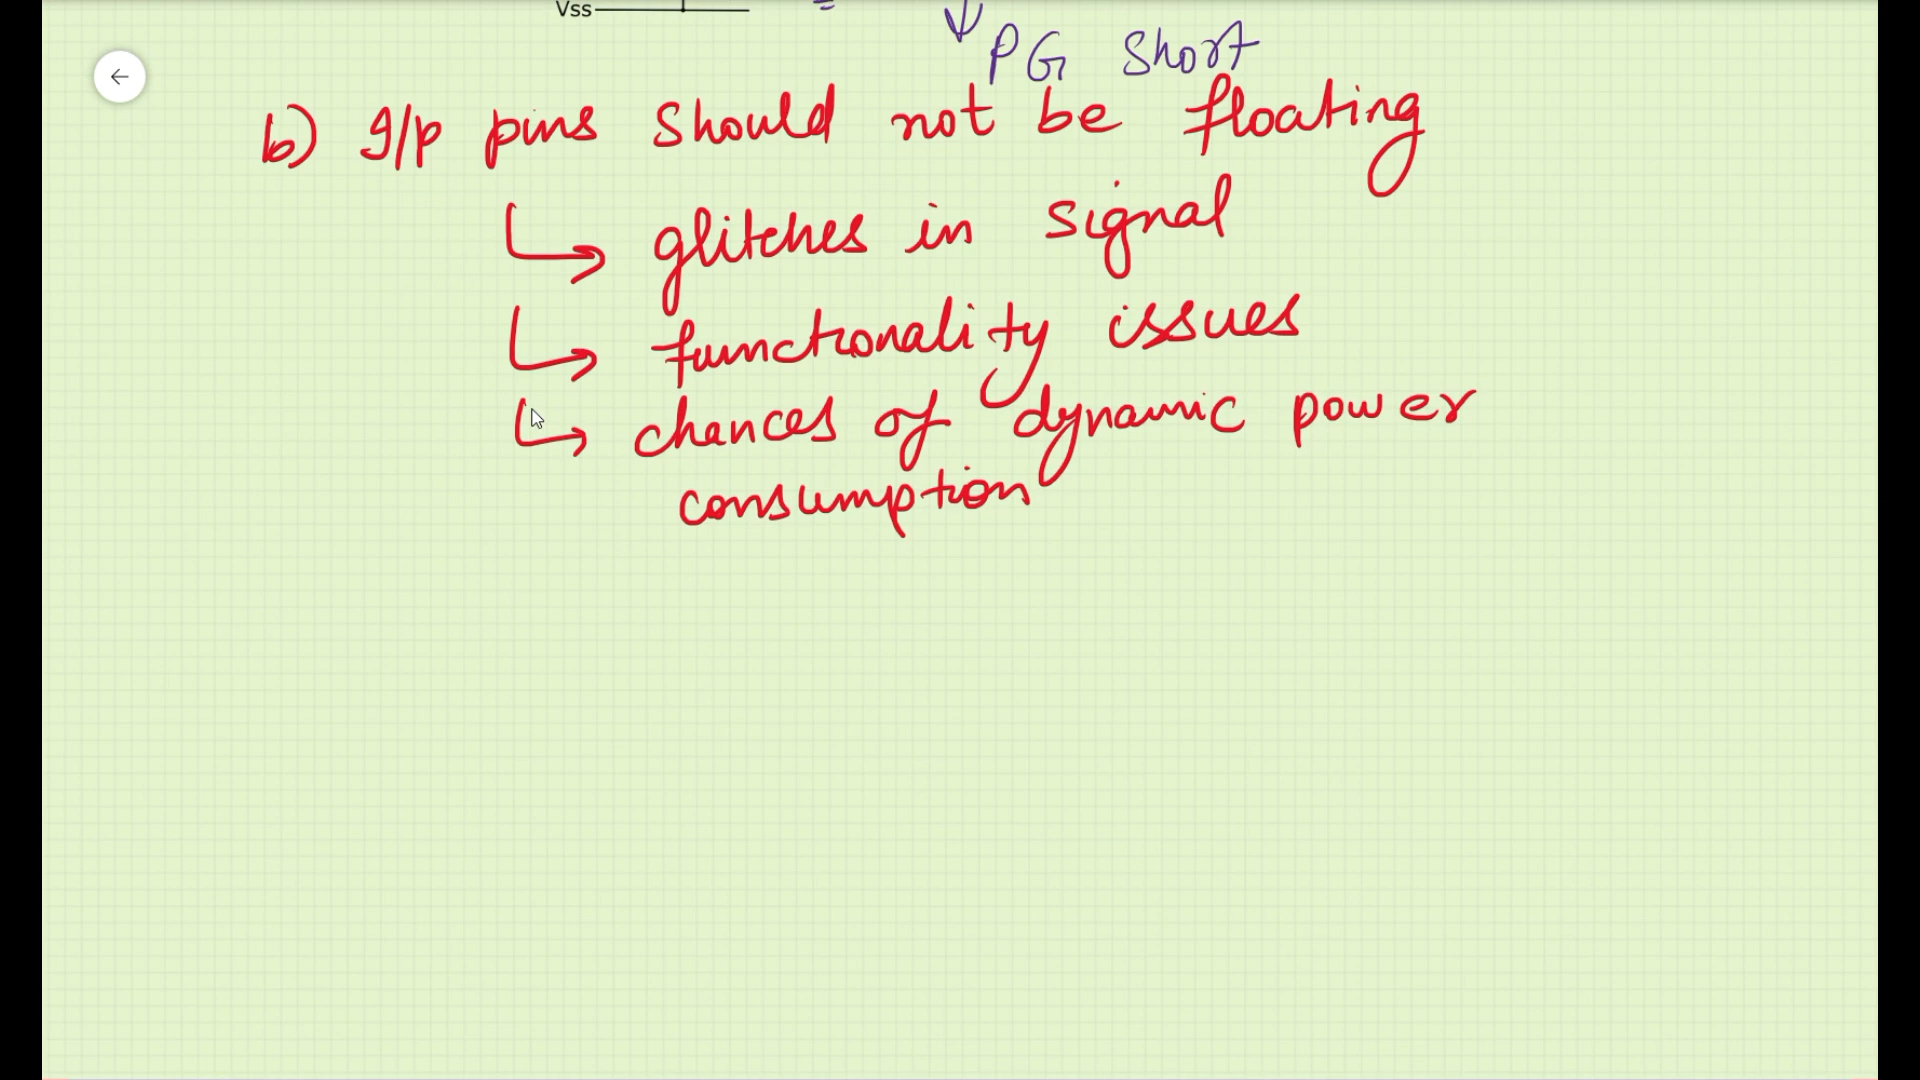 Vss
PG Short
b) I/p pins should not be floating
glitches in signal
functionality issues
chances of dynamic power
consumption